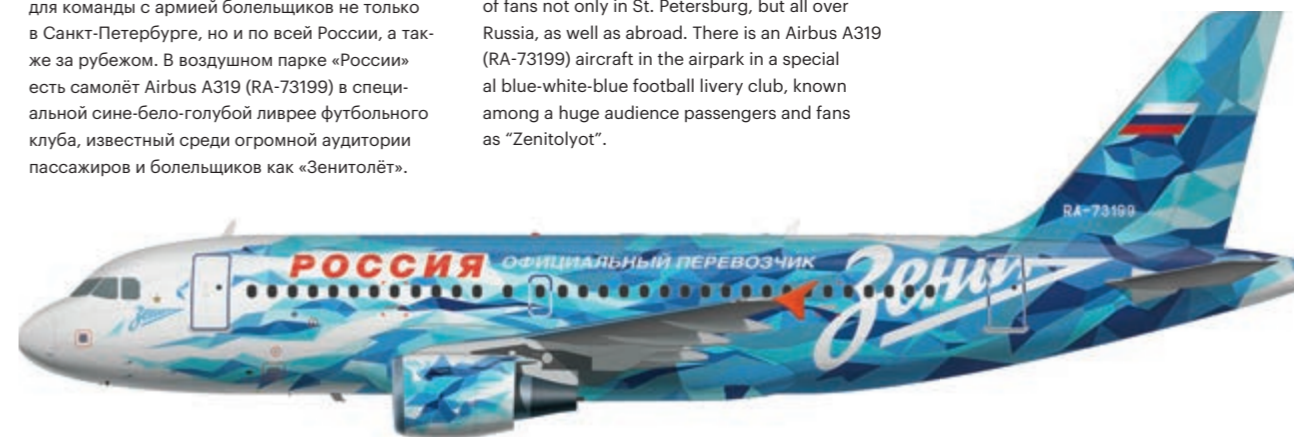 для команды с армией болельщиков не только
в Санкт-Петербурге, но и по всей России, а так-
же за рубежом. В воздушном парке «России»
есть самолёт Airbus A319 (RA-73199) в специ-
альной сине-бело-голубой ливрее футбольного
клуба, известный среди огромной аудитории
пассажиров и болельщиков как «Зенитолёт».
of fans not only in St. Petersburg, but all over
Russia, as well as abroad. There is an Airbus A319
(RA-73199) aircraft in the airpark in a special
al blue-white-blue football livery club, known
among a huge audience passengers and fans
as “Zenitolyot”.
RA-73199
РОССИЯ ОФИЦИАЛЬНЫЙ ПЕРЕВОЗЧИК
Зенит
Зенит